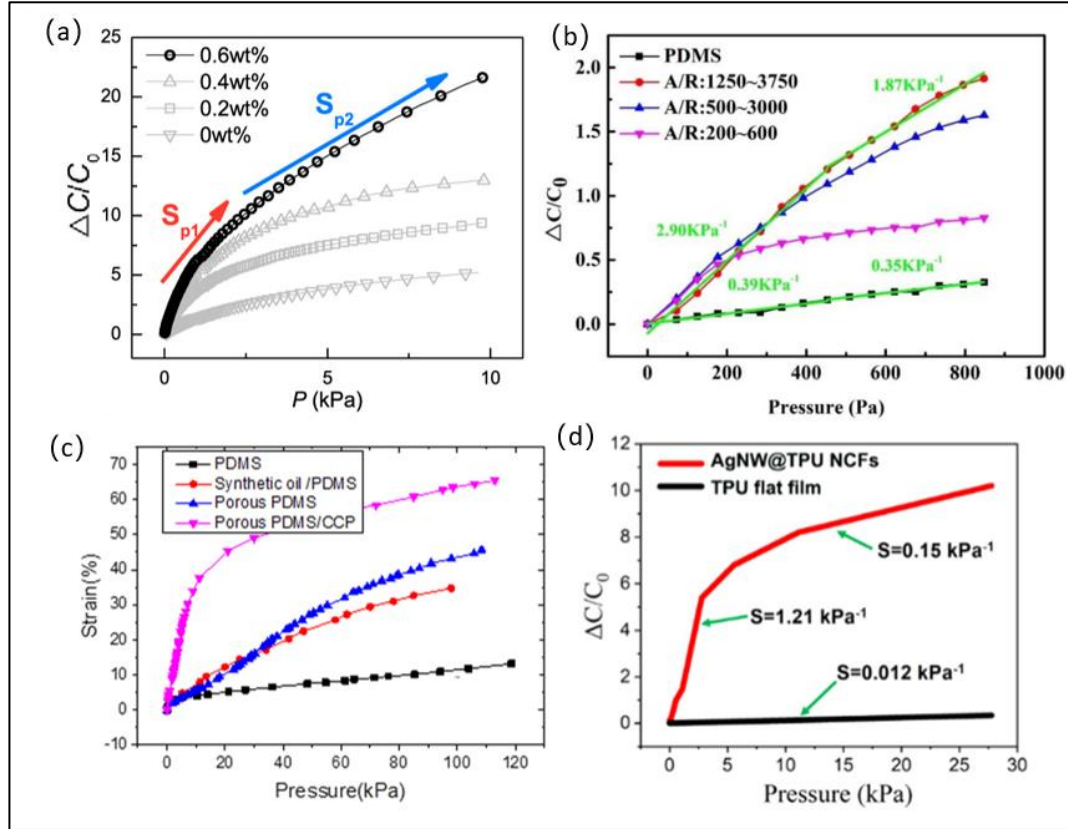 (a)
0.6wt%
0.4wt%
0.2wt%
0wt%
Sp1
Sp2
25
20
15
10
5
0
ΔC/C0
0 5 10
P (kPa)
(b)
PDMS
A/R:1250~3750
A/R:500~3000
A/R:200~600
1.87KPa-1
2.90KPa-1
0.39KPa-1
0.35KPa-1
2.0
1.5
1.0
0.5
0.0
ΔC/C0
0 200 400 600 800 1000
Pressure (Pa)
(c)
PDMS
Synthetic oil /PDMS
Porous PDMS
Porous PDMS/CCP
70
60
50
40
30
20
10
0
-10
Strain(%)
0 20 40 60 80 100 120
Pressure(kPa)
(d)
AgNW@TPU NCFs
TPU flat film
S=0.15 kPa-1
S=1.21 kPa-1
S=0.012 kPa-1
12
10
8
6
4
2
0
ΔC/C0
0 5 10 15 20 25 30
Pressure (kPa)